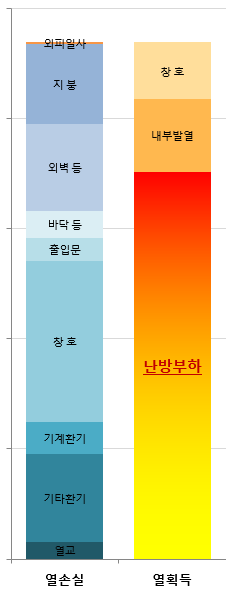 외피일사
지 붕
외벽 등
바닥 등
출입문
창 호
기계환기
기타환기
열교
창 호
내부발열
난방부하
열손실
열획득